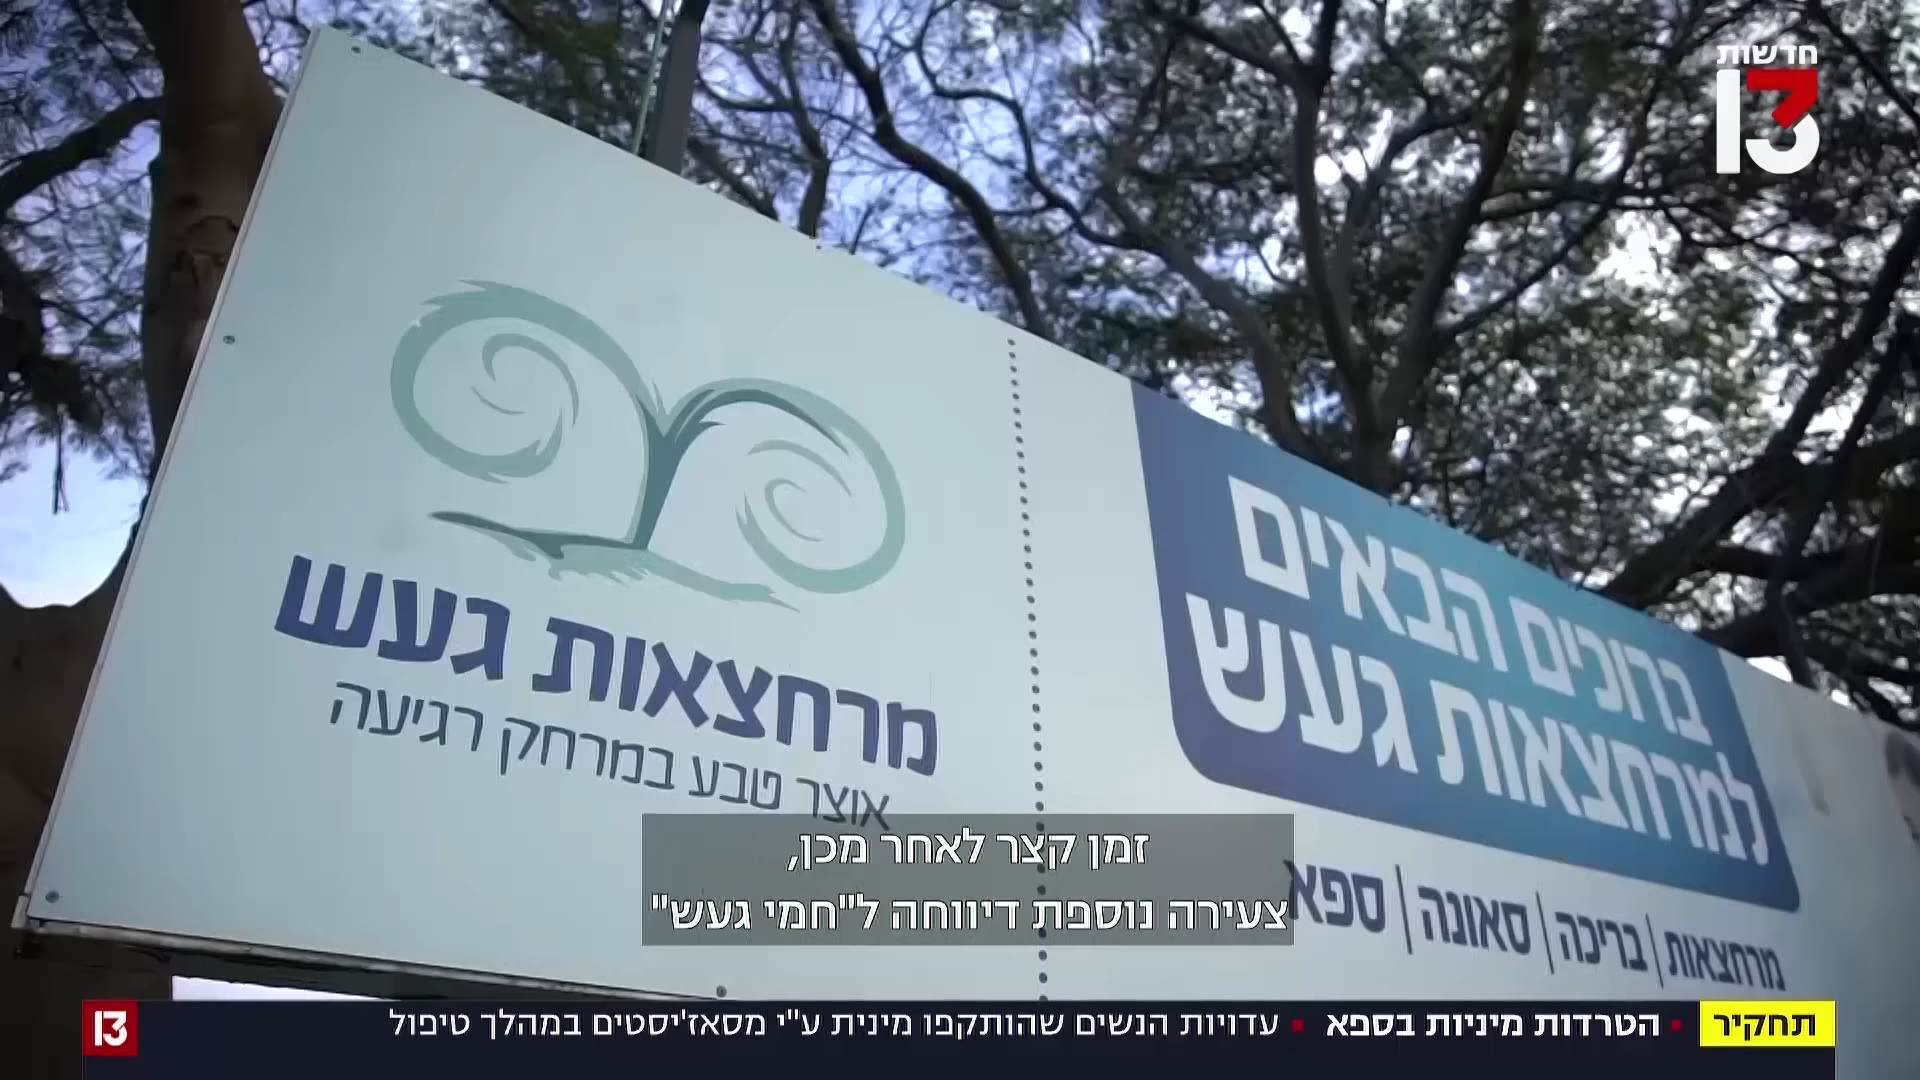 חדשות
13
ברוכים הבאים
למרחצאות געש
מרחצאות | בריכה | סאונה | ספא
מרחצאות געש
אוצר טבע במרחק רגיעה
זמן קצר לאחר מכן,
צעירה נוספת דיווחה ל"חמי געש"
תחקיר ▪ הטרדות מיניות בספא ▪ עדויות הנשים שהותקפו מינית ע"י מסאז'יסטים במהלך טיפול
13